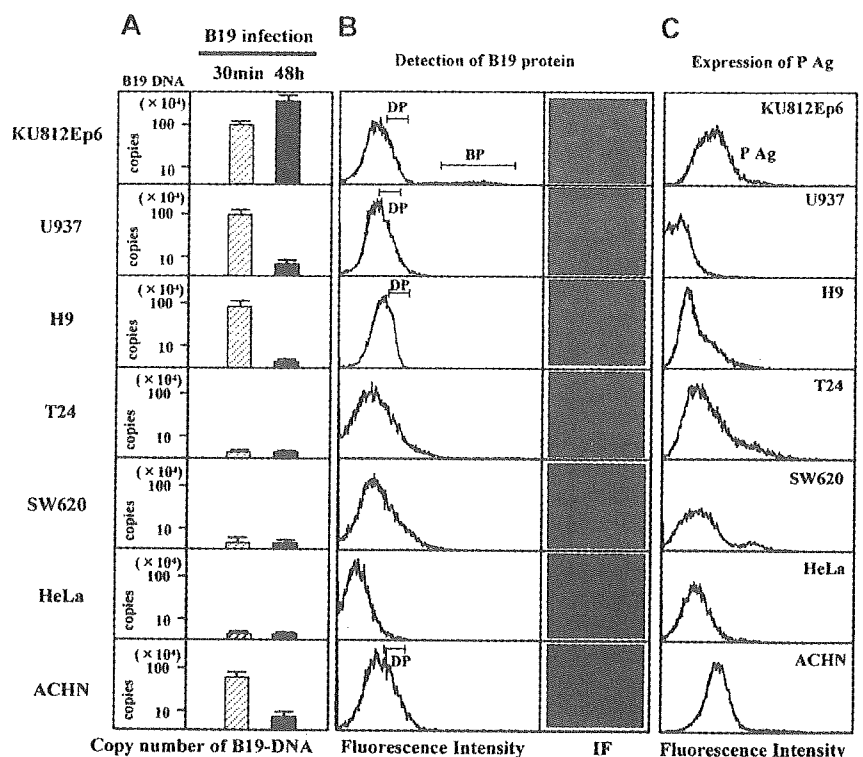 A
B19 infection
30min 48h
B19 DNA
B
Detection of B19 protein
C
Expression of P Ag
KU812Ep6
(×10⁴)
100
10
copies
DP
BP
KU812Ep6
P Ag
U937
(×10⁴)
100
10
copies
DP
U937
H9
(×10⁴)
100
10
copies
DP
H9
T24
(×10⁴)
100
10
copies
T24
SW620
(×10⁴)
100
10
copies
SW620
HeLa
(×10⁴)
100
10
copies
HeLa
ACHN
(×10⁴)
100
10
copies
DP
ACHN
Copy number of B19-DNA
Fluorescence Intensity
IF
Fluorescence Intensity